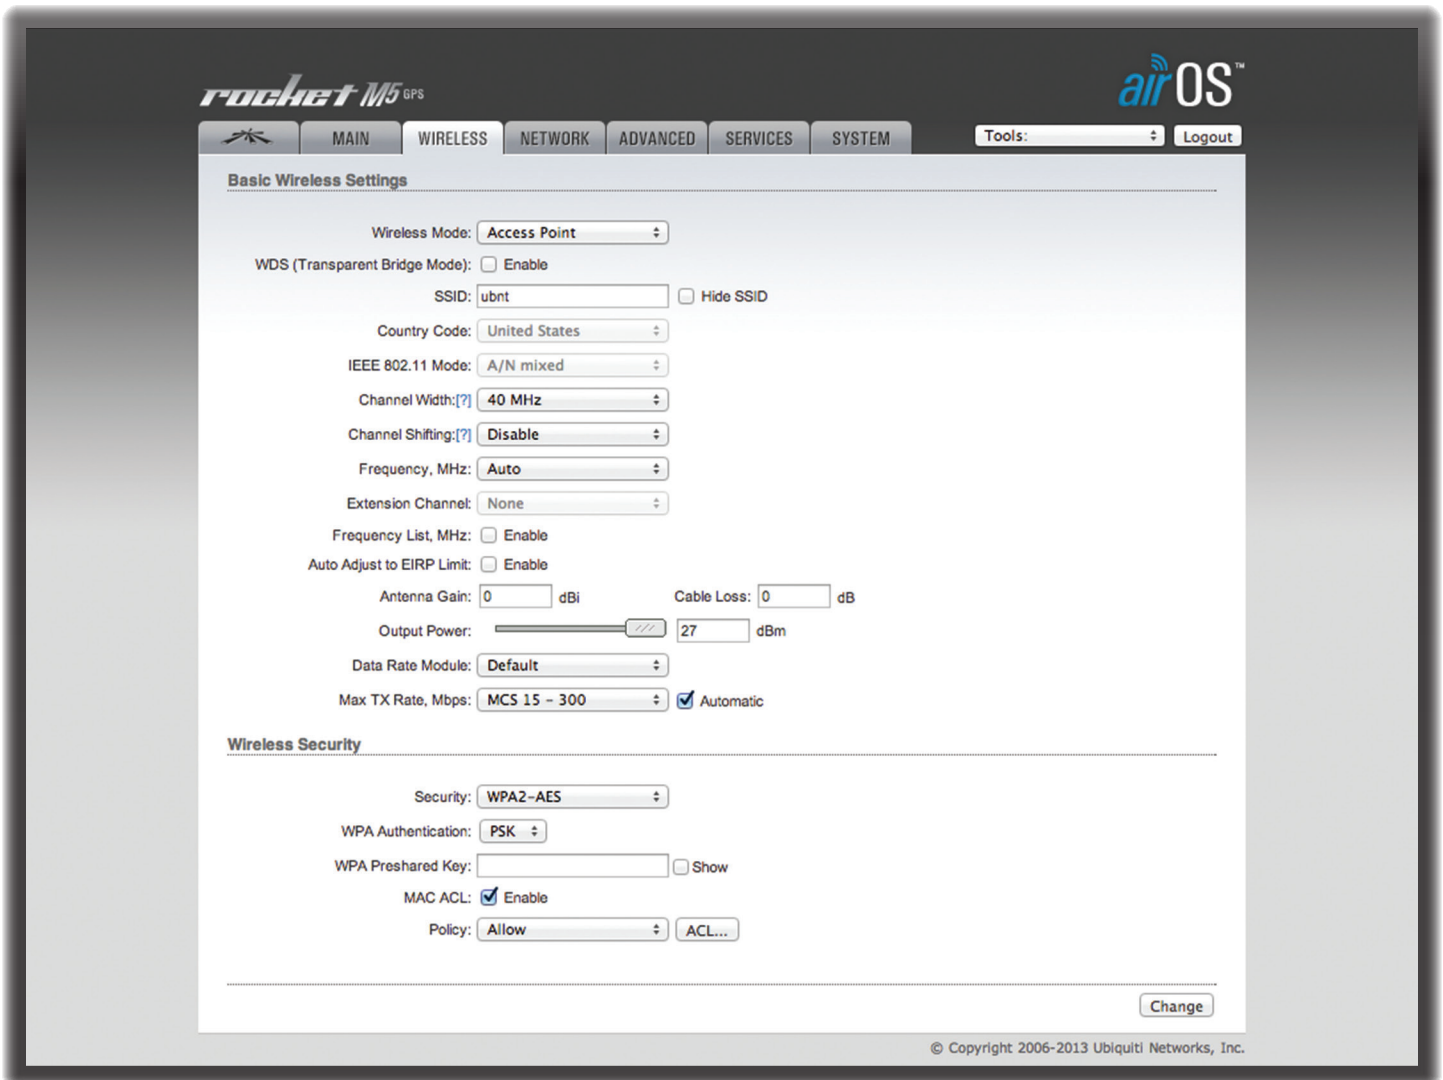 rocket M5 GPS
airOS™
MAIN WIRELESS NETWORK ADVANCED SERVICES SYSTEM Tools: Logout
Basic Wireless Settings
Wireless Mode: Access Point
WDS (Transparent Bridge Mode): Enable
SSID: ubnt Hide SSID
Country Code: United States
IEEE 802.11 Mode: A/N mixed
Channel Width:[?] 40 MHz
Channel Shifting:[?] Disable
Frequency, MHz: Auto
Extension Channel: None
Frequency List, MHz: Enable
Auto Adjust to EIRP Limit: Enable
Antenna Gain: 0 dBi Cable Loss: 0 dB
Output Power: 27 dBm
Data Rate Module: Default
Max TX Rate, Mbps: MCS 15 – 300 Automatic
Wireless Security
Security: WPA2–AES
WPA Authentication: PSK
WPA Preshared Key: Show
MAC ACL: Enable
Policy: Allow ACL...
Change
© Copyright 2006-2013 Ubiquiti Networks, Inc.